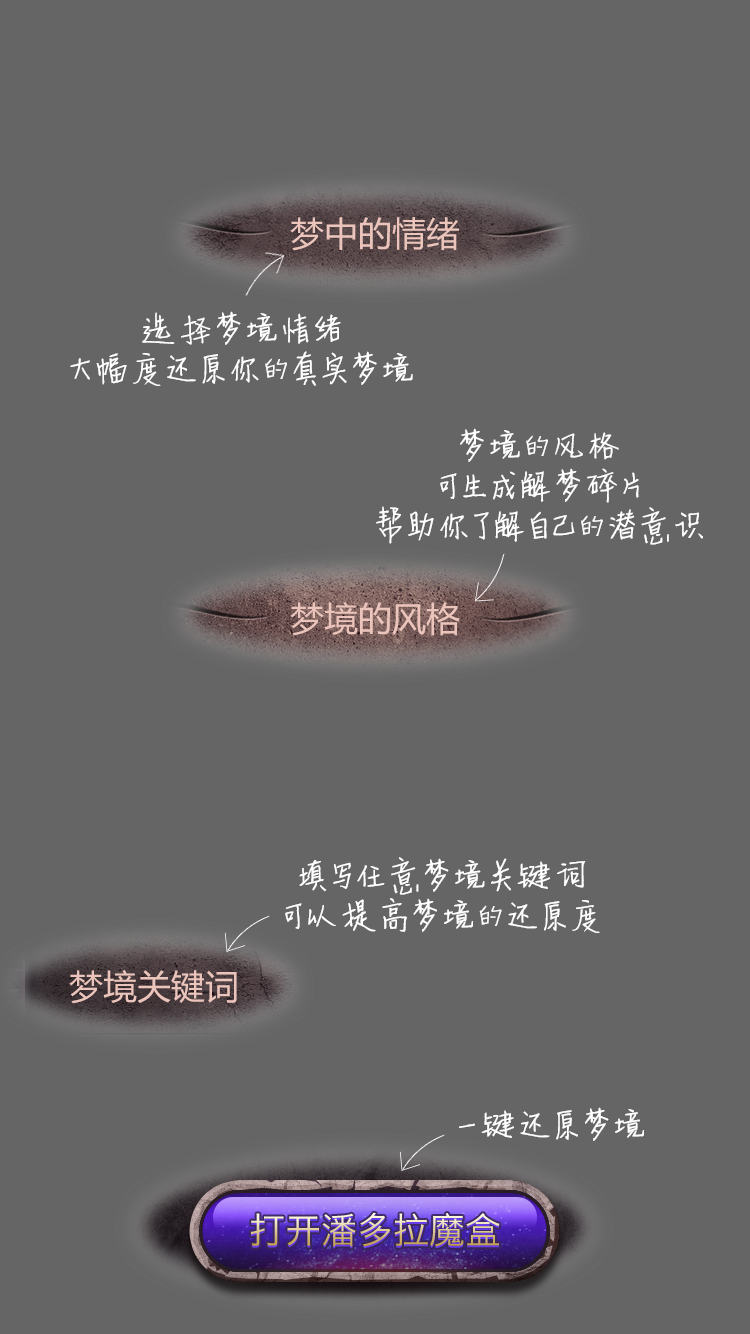 梦中的情绪
选择梦境情绪
大幅度还原你的真实梦境
梦境的风格
可生成解梦碎片
帮助你了解自己的潜意识
梦境的风格
填写任意梦境关键词
可以提高梦境的还原度
梦境关键词
一键还原梦境
打开潘多拉魔盒